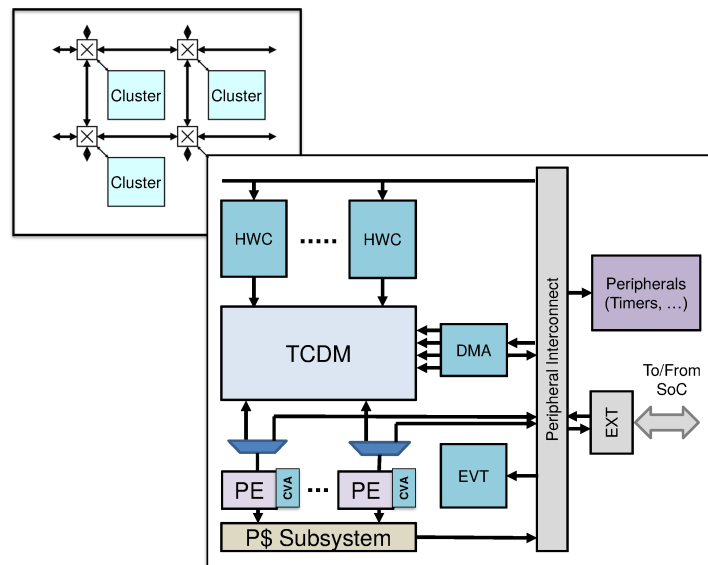 Cluster
Cluster
Cluster
HWC
.....
HWC
Peripherals
(Timers, ...)
TCDM
DMA
Peripheral Interconnect
To/From
SoC
EXT
PE
CVA
...
PE
CVA
EVT
P$ Subsystem